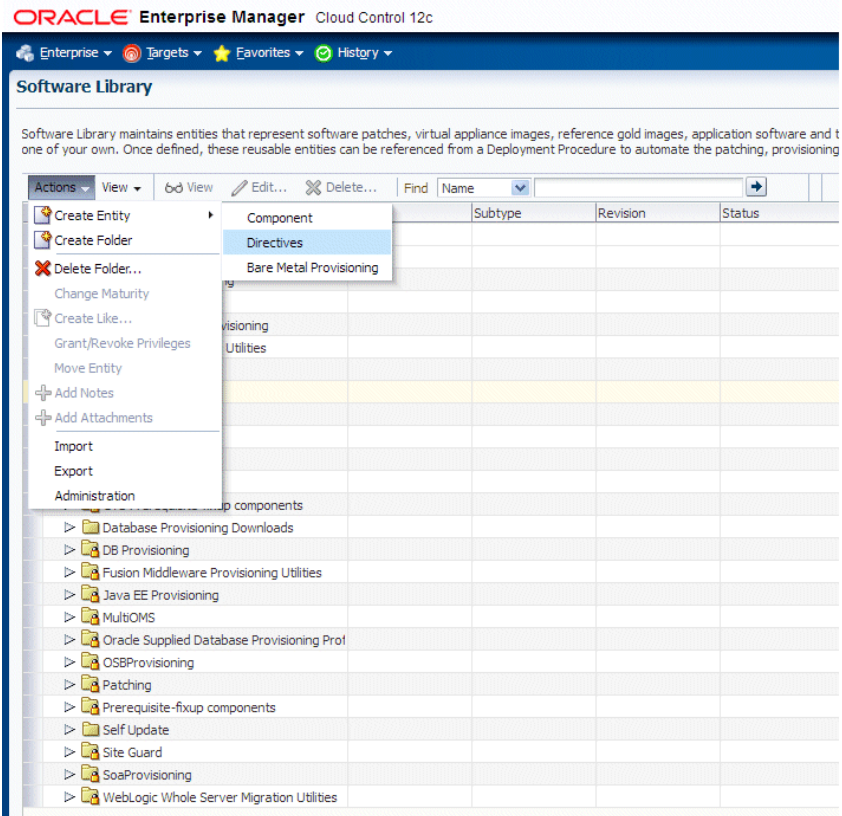 ORACLE Enterprise Manager Cloud Control 12c
Enterprise Targets Favorites History
Software Library
Software Library maintains entities that represent software patches, virtual appliance images, reference gold images, application software and
one of your own. Once defined, these reusable entities can be referenced from a Deployment Procedure to automate the patching, provisioning
Actions View View Edit... Delete... Find Name
Subtype Revision Status
Create Entity
Create Folder
Delete Folder...
Change Maturity
Create Like...
Grant/Revoke Privileges
Move Entity
Add Notes
Add Attachments
Import
Export
Administration
Component
Directives
Bare Metal Provisioning
Utilities
components
Database Provisioning Downloads
DB Provisioning
Fusion Middleware Provisioning Utilities
Java EE Provisioning
MultiOMS
Oracle Supplied Database Provisioning Prof
OSBProvisioning
Patching
Prerequisite-fixup components
Self Update
Site Guard
SoaProvisioning
WebLogic Whole Server Migration Utilities